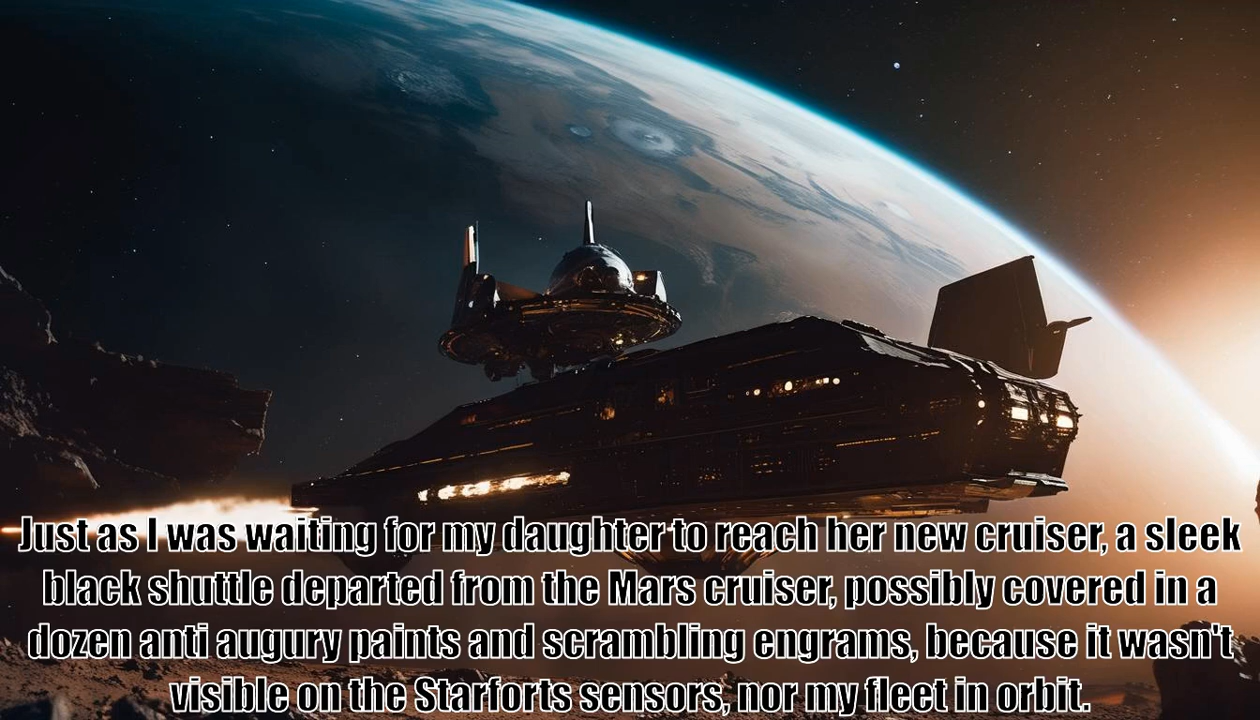 Just as I was waiting for my daughter to reach her new cruiser, a sleek
black shuttle departed from the Mars cruiser, possibly covered in a
dozen anti augury paints and scrambling engrams, because it wasn't
visible on the Starforts sensors, nor my fleet in orbit.